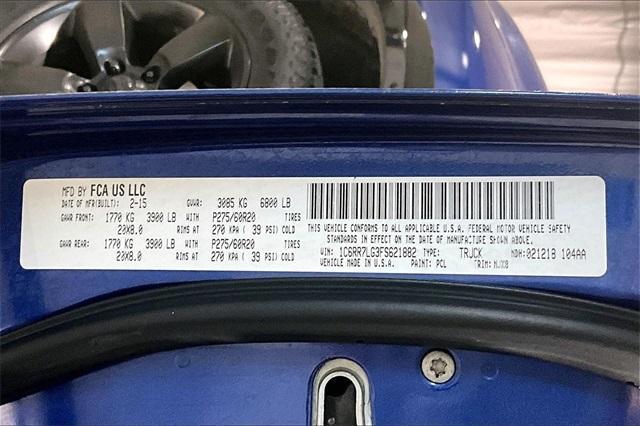 MFD BY FCA US LLC
DATE OF MFR(BUILT): 2-15 GVWR: 3085 KG 6800 LB
GAWR FRONT: 1770 KG 3900 LB WITH P275/60R20 TIRES
20X8.0 RIMS AT 270 KPA ( 39 PSI) COLD
GAWR REAR: 1770 KG 3900 LB WITH P275/60R20 TIRES
20X8.0 RIMS AT 270 KPA ( 39 PSI) COLD
THIS VEHICLE CONFORMS TO ALL APPLICABLE U.S.A. FEDERAL MOTOR VEHICLE SAFETY
STANDARDS IN EFFECT ON THE DATE OF MANUFACTURE SHOWN ABOVE.
VIN: 1C6RR7LG3FS621882 TYPE: TRUCK MDH: 021213 104AA
VEHICLE MADE IN U.S.A. PAINT: PCL TRIM: